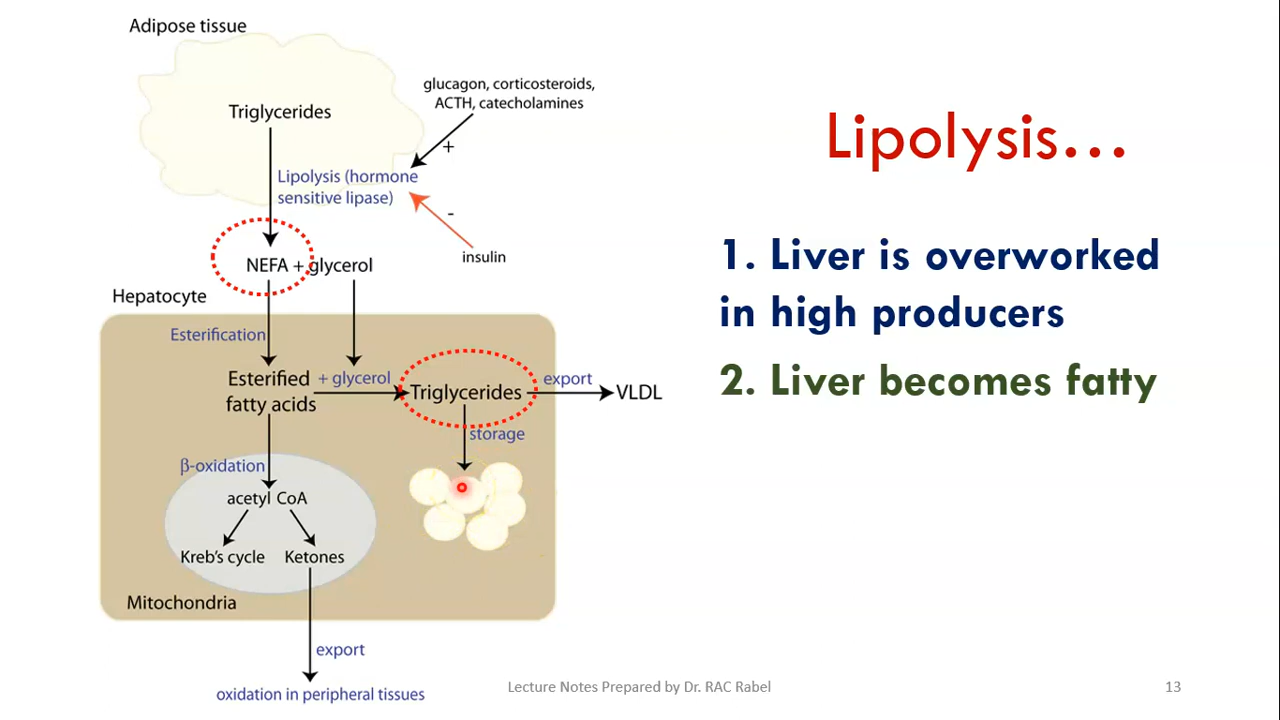 Adipose tissue
Triglycerides
glucagon, corticosteroids,
ACTH, catecholamines
+
Lipolysis (hormone
sensitive lipase)
-
insulin
NEFA + glycerol
Hepatocyte
Esterification
Esterified
fatty acids
+ glycerol
Triglycerides
export
VLDL
storage
β-oxidation
acetyl CoA
Kreb's cycle
Ketones
Mitochondria
export
oxidation in peripheral tissues
Lipolysis...
1. Liver is overworked
in high producers
2. Liver becomes fatty
Lecture Notes Prepared by Dr. RAC Rabel
13